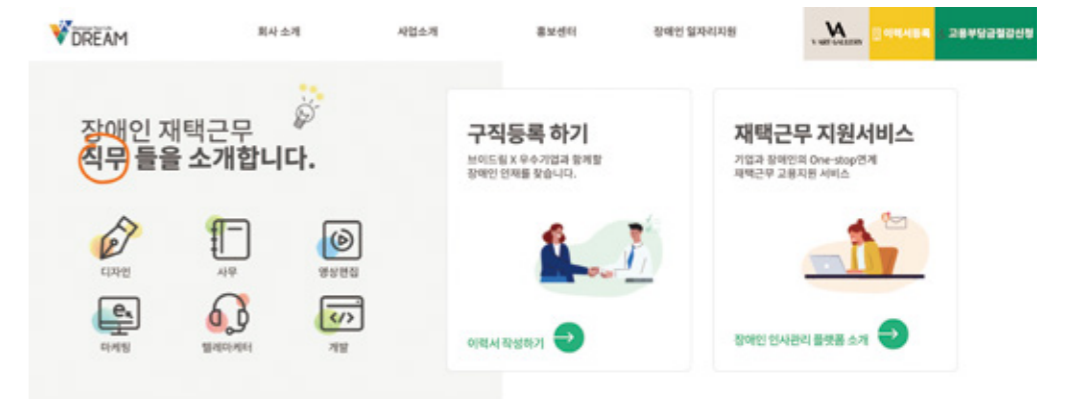 DREAM
회사 소개
사업소개
홍보센터
장애인 일자리지원
VA
V-ART GALLERY
이력서등록
고용부담금절감신청
장애인 재택근무
직무 들을 소개합니다.
디자인
사무
영상편집
마케팅
텔레마케터
개발
구직등록 하기
브이드림 X 우수기업과 함께할
장애인 인재를 찾습니다.
이력서 작성하기
재택근무 지원서비스
기업과 장애인의 One-stop연계
재택근무 고용지원 서비스
장애인 인사관리 플랫폼 소개